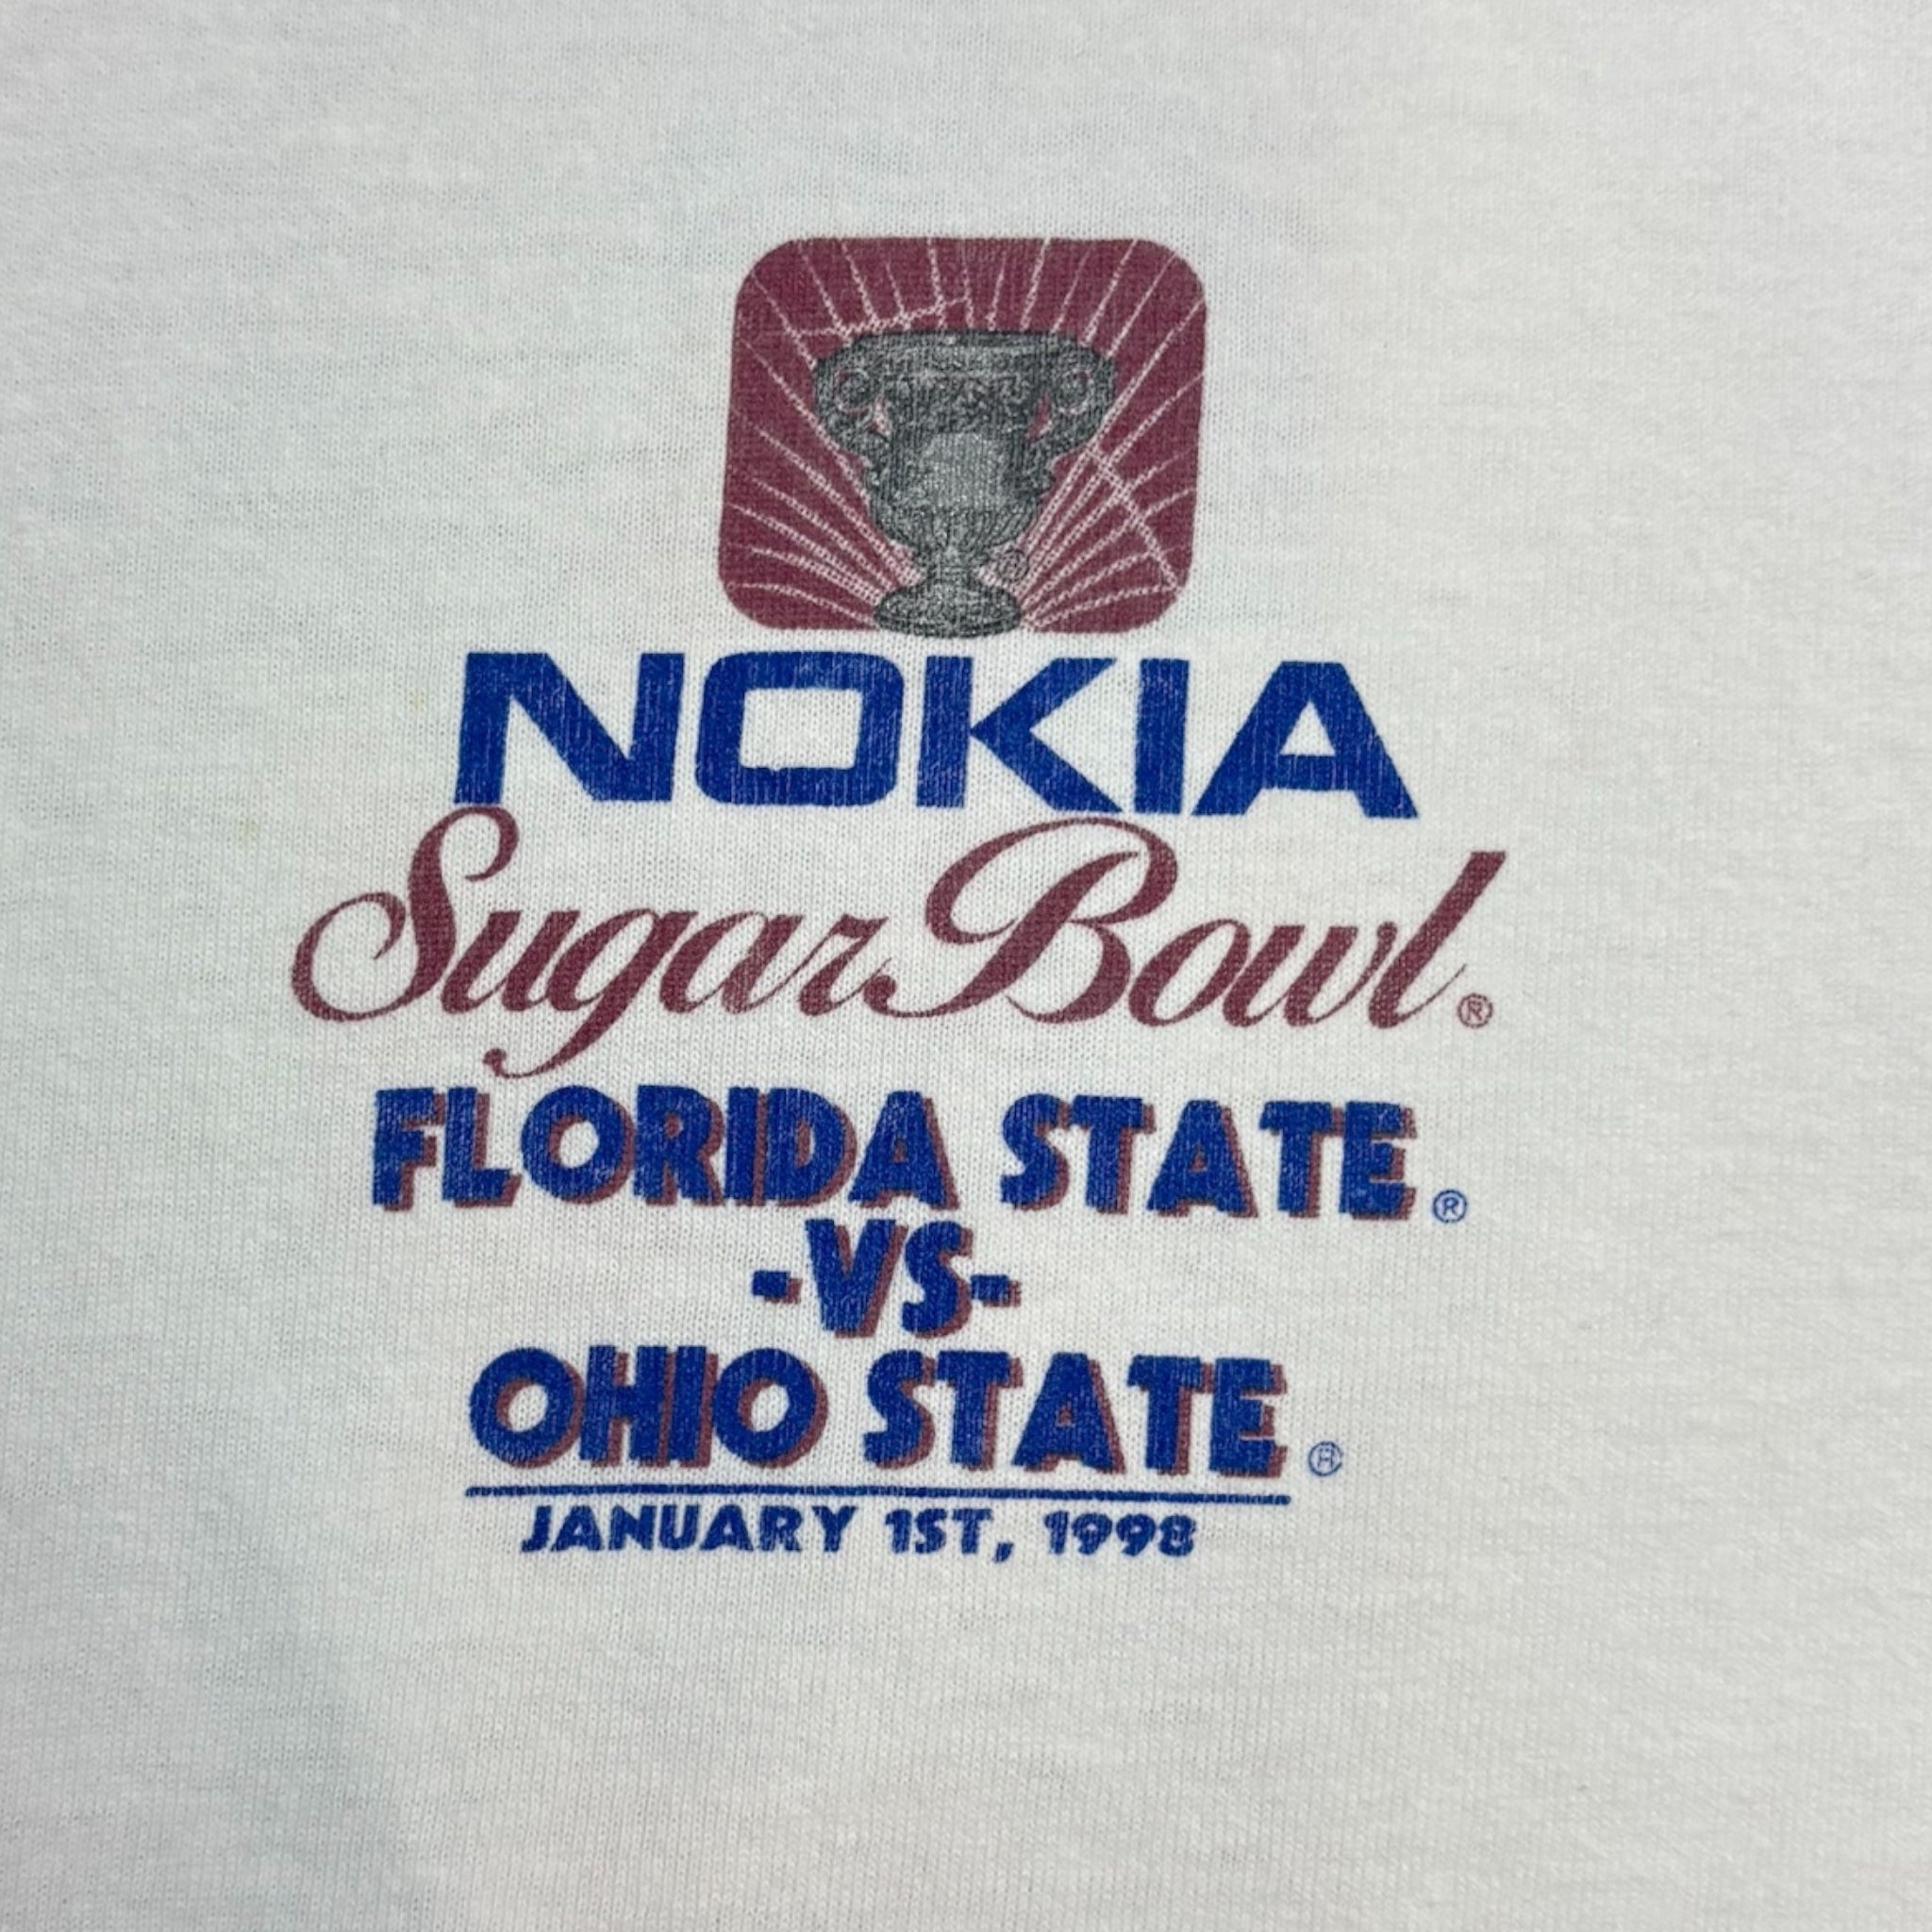 ®
NOKIA
Sugar Bowl®
FLORIDA STATE®
-VS-
OHIO STATE®
JANUARY 1ST, 1998